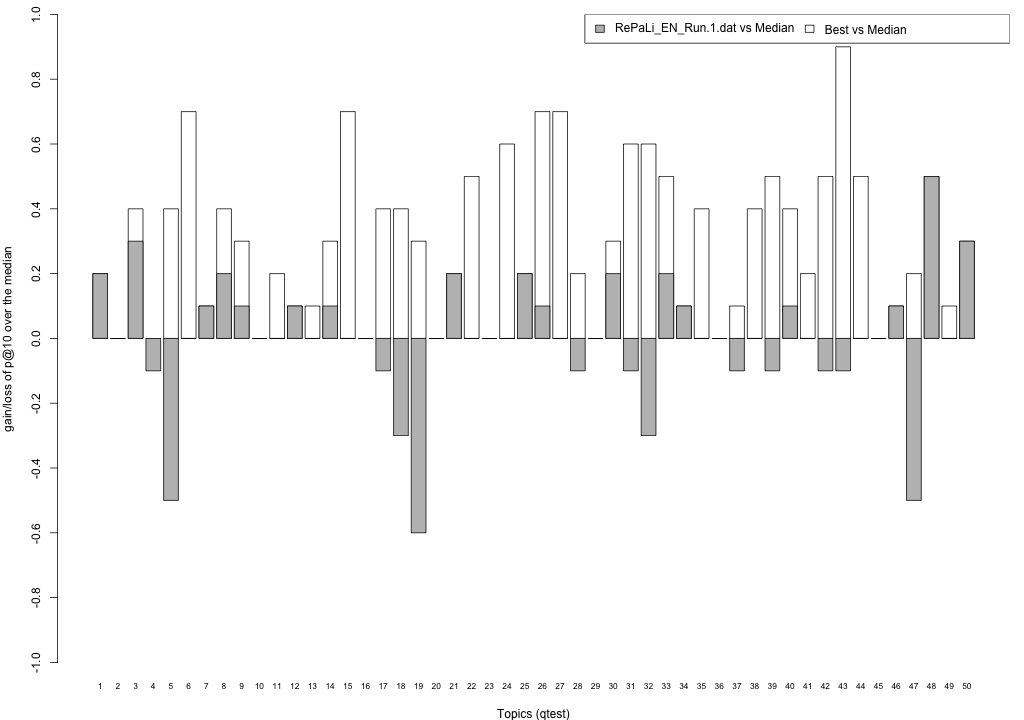 RePaLi_EN_Run.1.dat vs Median Best vs Median
gain/loss of p@10 over the median
1.0
0.8
0.6
0.4
0.2
0.0
-0.2
-0.4
-0.6
-0.8
-1.0
1 2 3 4 5 6 7 8 9 10 11 12 13 14 15 16 17 18 19 20 21 22 23 24 25 26 27 28 29 30 31 32 33 34 35 36 37 38 39 40 41 42 43 44 45 46 47 48 49 50
Topics (qtest)